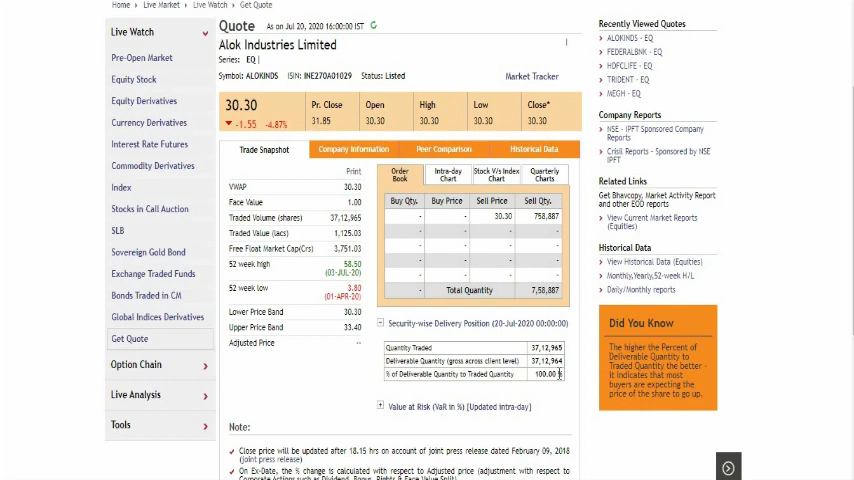 Home › Live Market › Live Watch › Get Quote
Live Watch
Pre-Open Market
Equity Stock
Equity Derivatives
Currency Derivatives
Interest Rate Futures
Commodity Derivatives
Index
Stocks in Call Auction
SLB
Sovereign Gold Bond
Exchange Traded Funds
Bonds Traded in CM
Global Indices Derivatives
Get Quote
Option Chain
Live Analysis
Tools
Quote As on Jul 20, 2020 16:00:00 IST
Alok Industries Limited
Series: EQ |
Symbol: ALOKINDS ISIN: INE270A01029 Status: Listed Market Tracker
30.30 Pr. Close Open High Low Close*
-1.55 -4.87% 31.85 30.30 30.30 30.30 30.30
Trade Snapshot Company Information Peer Comparison Historical Data
Print
VWAP 30.30
Face Value 1.00
Traded Volume (shares) 37,12,965
Traded Value (lacs) 1,125.03
Free Float Market Cap(Crs) 3,751.03
52 week high 58.50
(03-JUL-20)
52 week low 3.80
(01-APR-20)
Lower Price Band 30.30
Upper Price Band 33.40
Adjusted Price --
Order Book Intra-day Chart Stock V/s Index Chart Quarterly Charts
Buy Qty. Buy Price Sell Price Sell Qty.
- - 30.30 758,887
- - - -
- - - -
- - - -
- - - -
- Total Quantity 7,58,887
Security-wise Delivery Position (20-Jul-2020 00:00:00)
Quantity Traded 37,12,965
Deliverable Quantity (gross across client level) 37,12,964
% of Deliverable Quantity to Traded Quantity 100.00 %
Value at Risk (VaR in %) [Updated intra-day]
Note:
Close price will be updated after 18.15 hrs on account of joint press release dated February 09, 2018
(joint press release)
On Ex-Date, the % change is calculated with respect to Adjusted price (adjustment with respect to
Corporate Actions such as Dividend, Bonus, Rights & Face Value Split).
Recently Viewed Quotes
ALOKINDS - EQ
FEDERALBNK - EQ
HDFCLIFE - EQ
TRIDENT - EQ
MEGH - EQ
Company Reports
NSE - IPFT Sponsored Company
Reports
Crisil Reports - Sponsored by NSE
IPFT
Related Links
Get Bhavcopy, Market Activity Report
and other EOD reports
View Current Market Reports
(Equities)
Historical Data
View Historical Data (Equities)
Monthly,Yearly,52-week H/L
Daily/Monthly reports
Did You Know
The higher the Percent of
Deliverable Quantity to
Traded Quantity the better -
it indicates that most
buyers are expecting the
price of the share to go up.